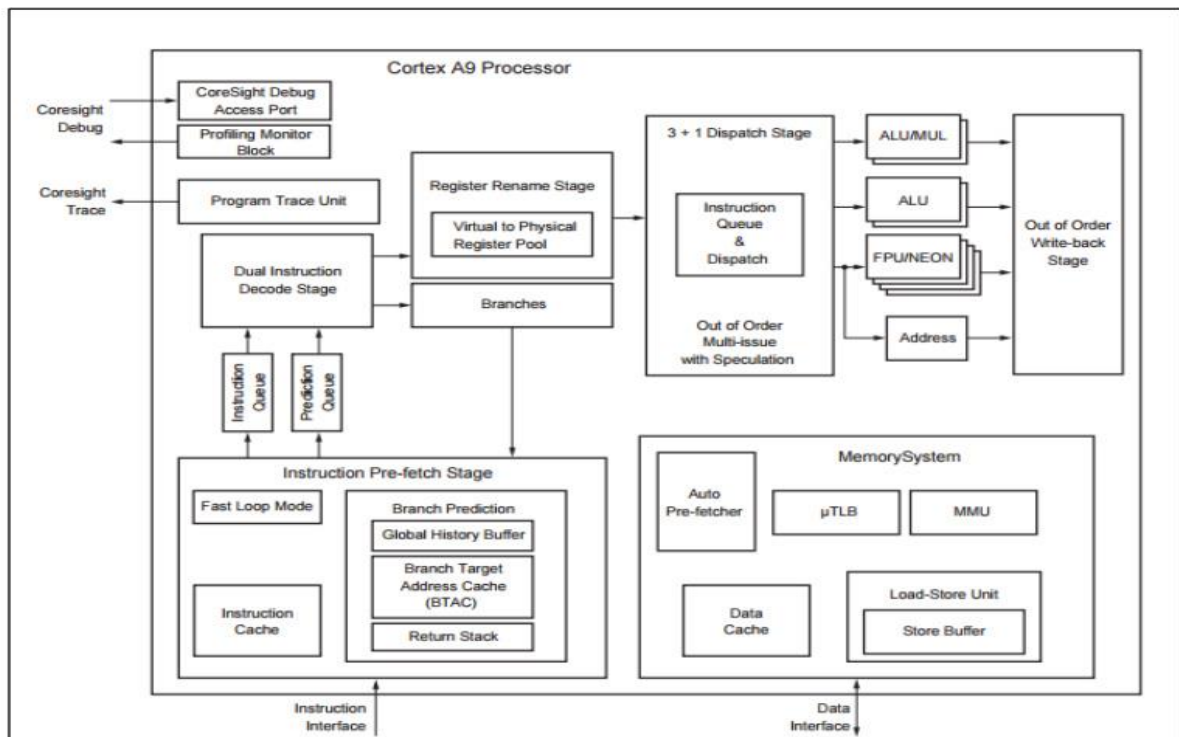 Cortex A9 Processor
Coresight
Debug
CoreSight Debug
Access Port
Profiling Monitor
Block
Coresight
Trace
Program Trace Unit
Dual Instruction
Decode Stage
Register Rename Stage
Virtual to Physical
Register Pool
Branches
3 + 1 Dispatch Stage
Instruction
Queue
&
Dispatch
Out of Order
Multi-issue
with Speculation
ALU/MUL
ALU
FPU/NEON
Address
Out of Order
Write-back
Stage
Instruction
Queue
Prediction
Queue
Instruction Pre-fetch Stage
Fast Loop Mode
Instruction
Cache
Branch Prediction
Global History Buffer
Branch Target
Address Cache
(BTAC)
Return Stack
MemorySystem
Auto
Pre-fetcher
µTLB
MMU
Data
Cache
Load-Store Unit
Store Buffer
Instruction
Interface
Data
Interface